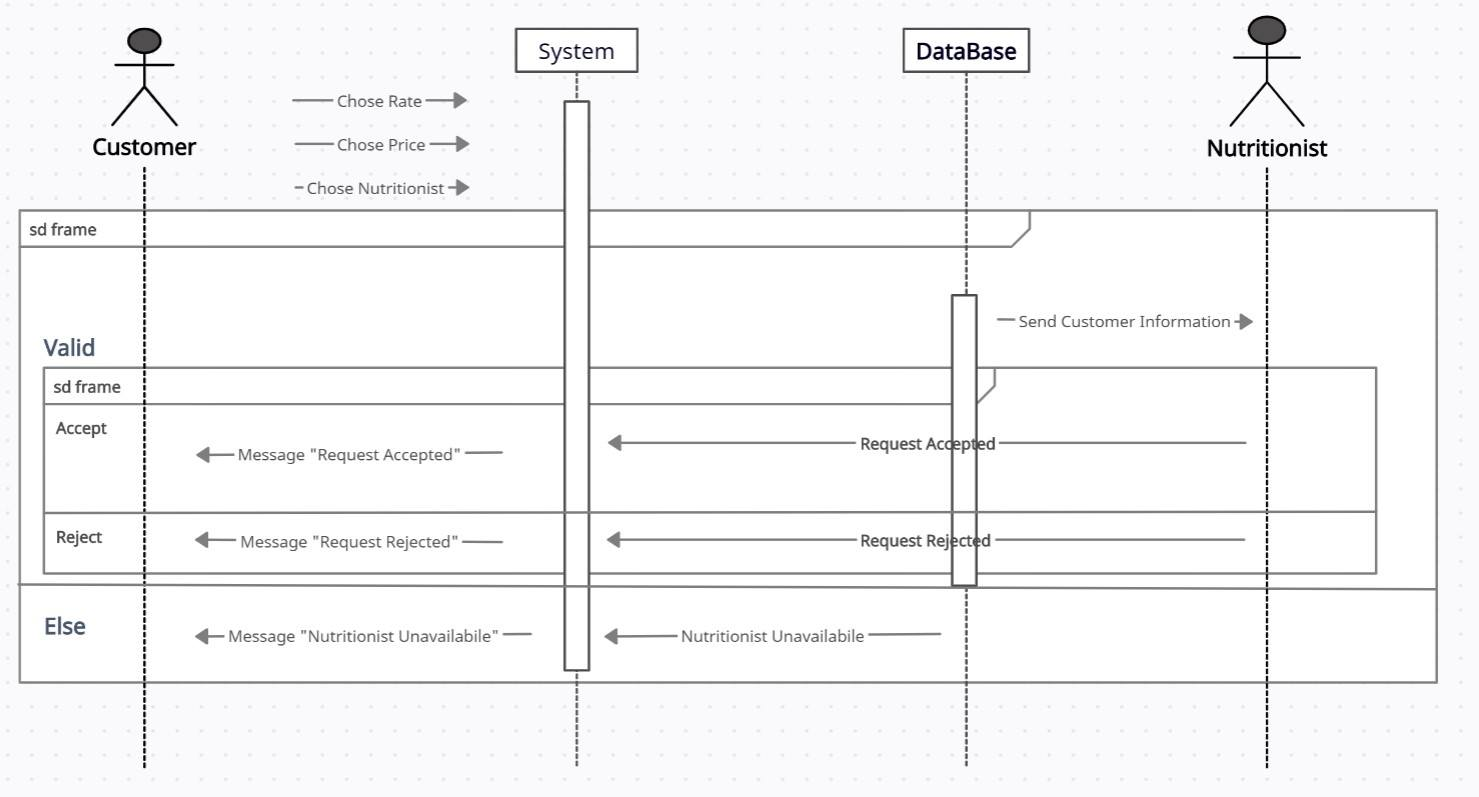 System
DataBase
Customer
Nutritionist
Chose Rate
Chose Price
Chose Nutritionist
sd frame
Send Customer Information
Valid
sd frame
Accept
Request Accepted
Message "Request Accepted"
Reject
Request Rejected
Message "Request Rejected"
Else
Message "Nutritionist Unavailabile"
Nutritionist Unavailabile